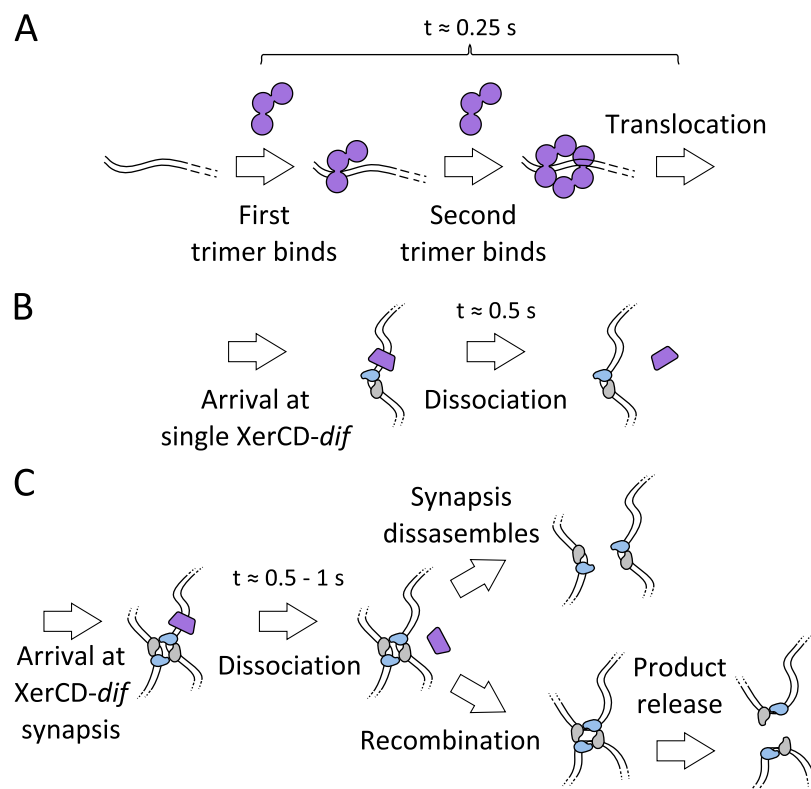 A
t ≈ 0.25 s
Translocation
First
trimer binds
Second
trimer binds
B
t ≈ 0.5 s
Arrival at
single XerCD-dif
Dissociation
C
Synapsis
dissasembles
t ≈ 0.5 - 1 s
Arrival at
XerCD-dif
synapsis
Dissociation
Recombination
Product
release